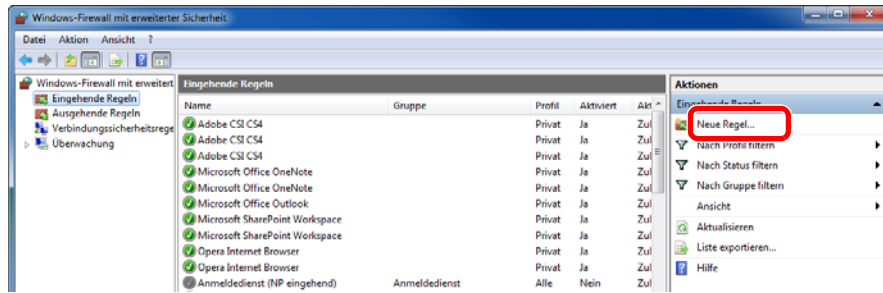 Windows-Firewall mit erweiterter Sicherheit
Datei Aktion Ansicht ?
Windows-Firewall mit erweitert
Eingehende Regeln
Ausgehende Regeln
Verbindungssicherheitsrege
Überwachung
Eingehende Regeln
Name Gruppe Profil Aktiviert Akt
Adobe CSI CS4 Privat Ja Zul
Adobe CSI CS4 Privat Ja Zul
Adobe CSI CS4 Privat Ja Zul
Microsoft Office OneNote Privat Ja Zul
Microsoft Office OneNote Privat Ja Zul
Microsoft Office Outlook Privat Ja Zul
Microsoft SharePoint Workspace Privat Ja Zul
Microsoft SharePoint Workspace Privat Ja Zul
Opera Internet Browser Privat Ja Zul
Opera Internet Browser Privat Ja Zul
Anmeldedienst (NP eingehend) Anmeldedienst Alle Nein Zul
Aktionen
Eingehende Regeln
Neue Regel...
Nach Profil filtern
Nach Status filtern
Nach Gruppe filtern
Ansicht
Aktualisieren
Liste exportieren...
Hilfe